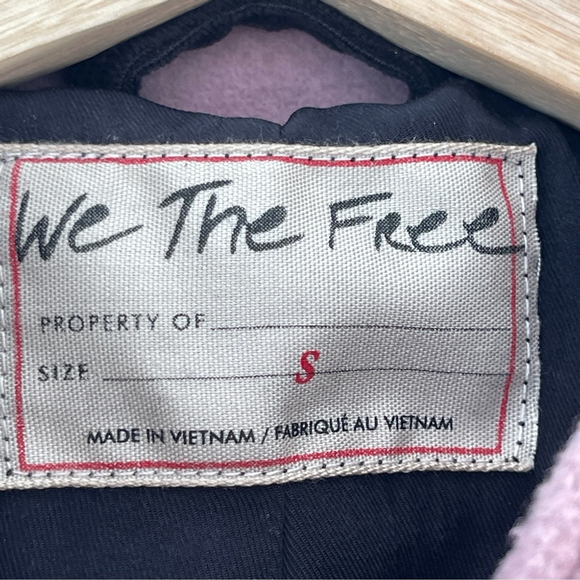 We The Free
PROPERTY OF
SIZE S
MADE IN VIETNAM / FABRIQUÉ AU VIETNAM